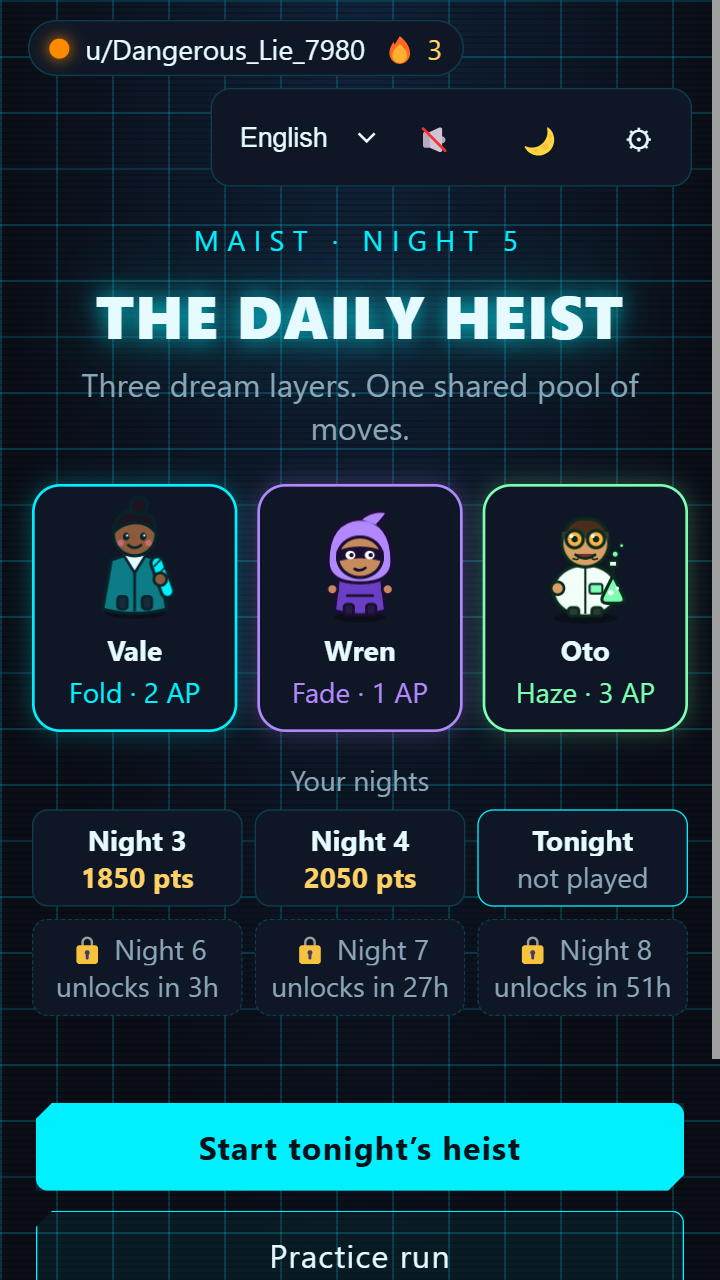 u/Dangerous_Lie_7980 🔥 3
English
MAIST · NIGHT 5
THE DAILY HEIST
Three dream layers. One shared pool of
moves.
Vale
Fold · 2 AP
Wren
Fade · 1 AP
Oto
Haze · 3 AP
Your nights
Night 3
1850 pts
Night 4
2050 pts
Tonight
not played
🔒 Night 6
unlocks in 3h
🔒 Night 7
unlocks in 27h
🔒 Night 8
unlocks in 51h
Start tonight’s heist
Practice run